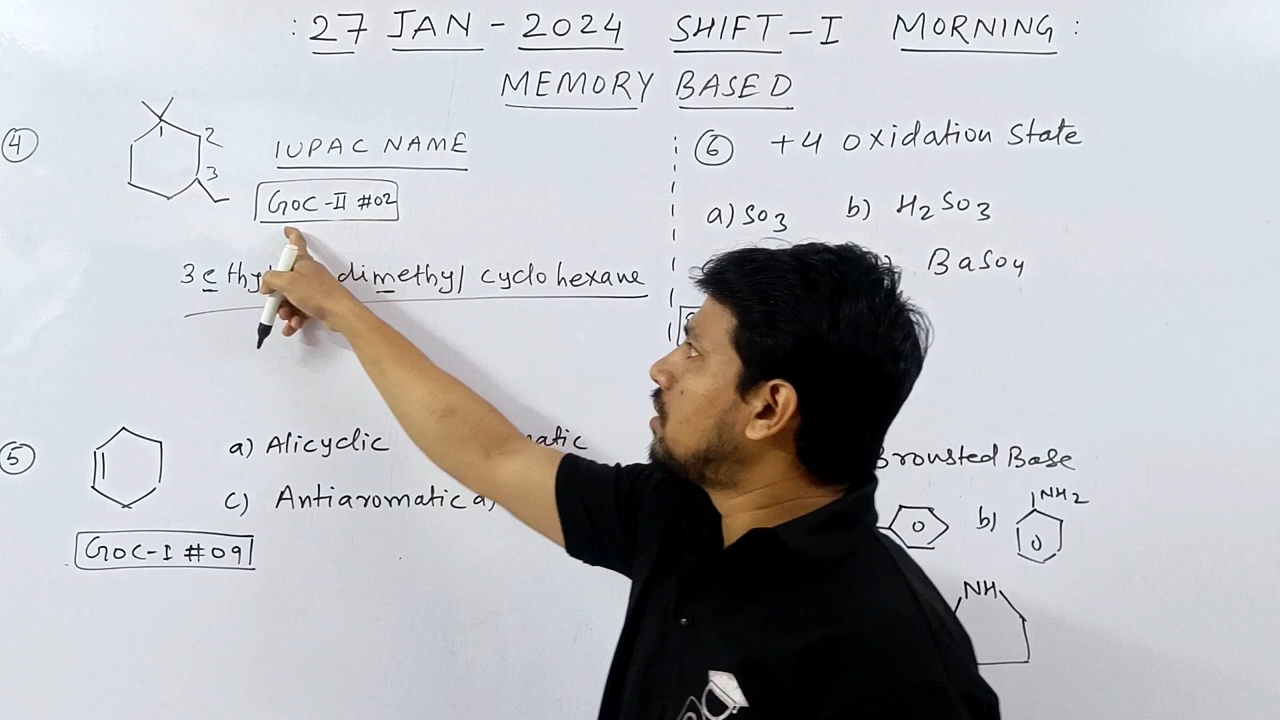 : 27 JAN - 2024 SHIFT - I MORNING :
MEMORY BASED
4
1
2
3
IUPAC NAME
GOC-II #02
3 ethy dimethyl cyclohexane
5
a) Alicyclic
c) Antiaromatic
GOC-I #09
6 +4 oxidation state
a) SO3 b) H2SO3
BaSO4
Bronsted Base
b) NH2
NH